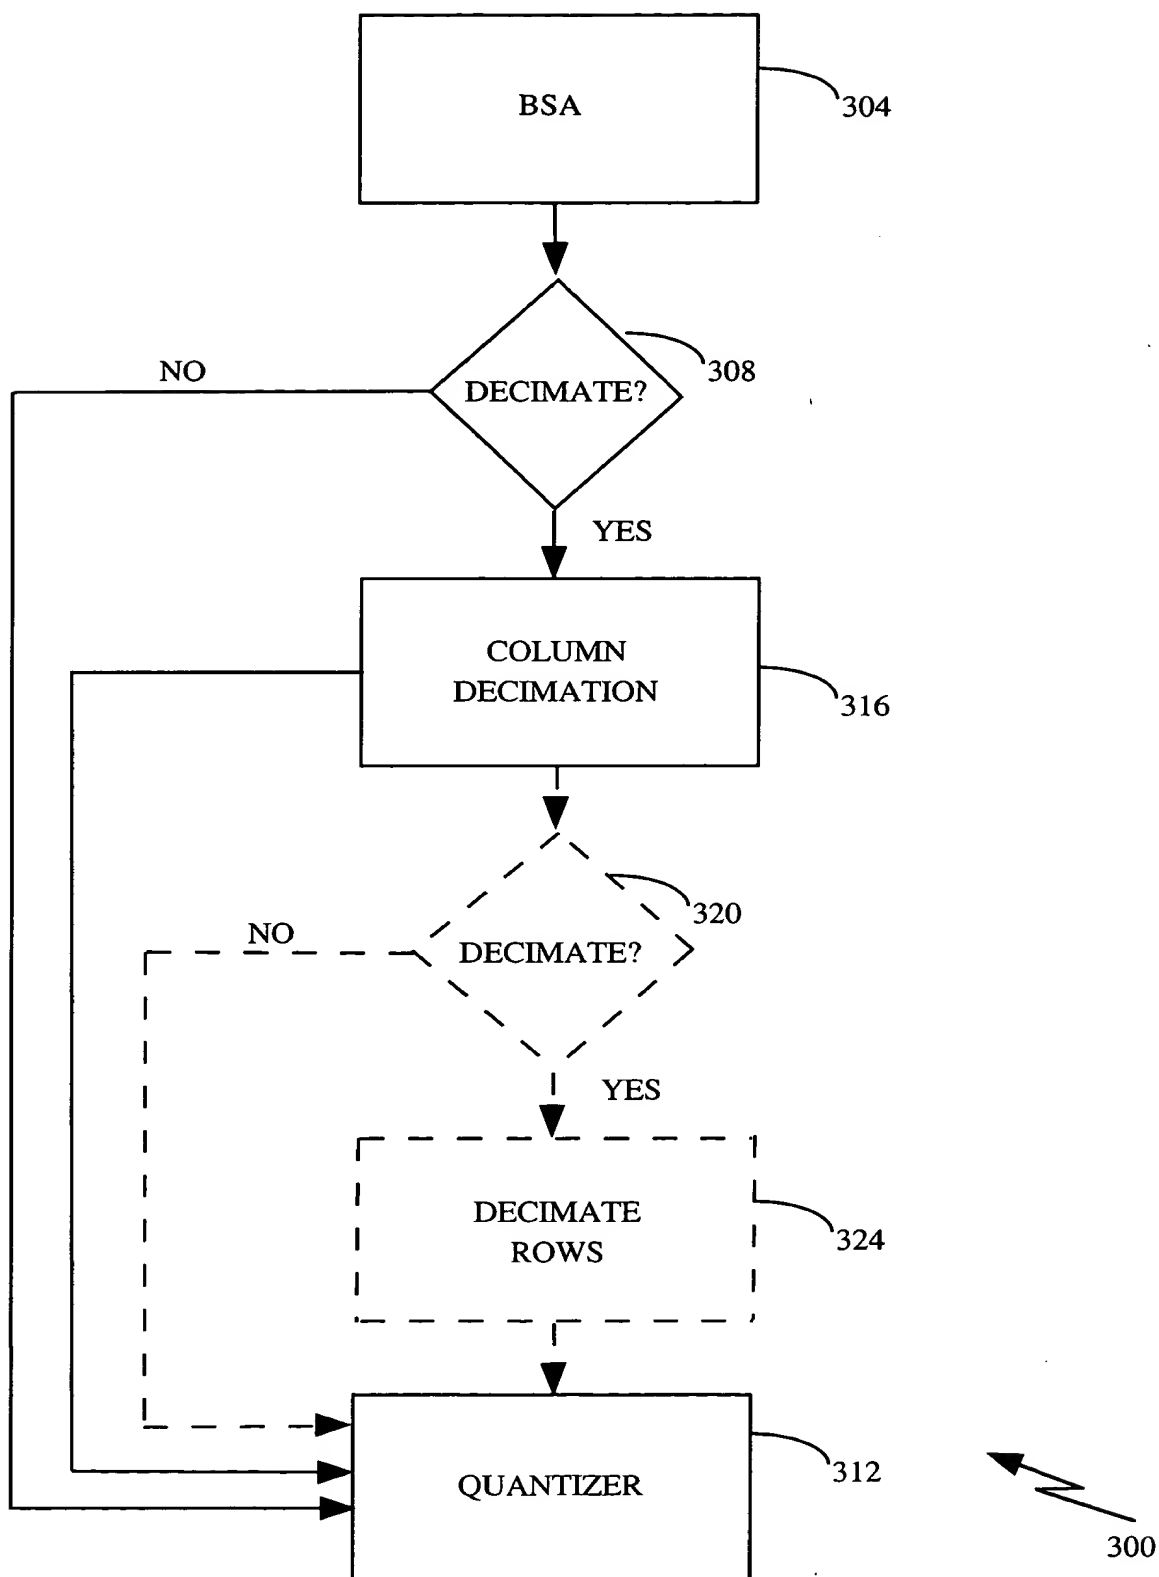 BSA
304
308
NO
DECIMATE?
YES
COLUMN
DECIMATION
316
320
NO
DECIMATE?
YES
DECIMATE
ROWS
324
QUANTIZER
312
300